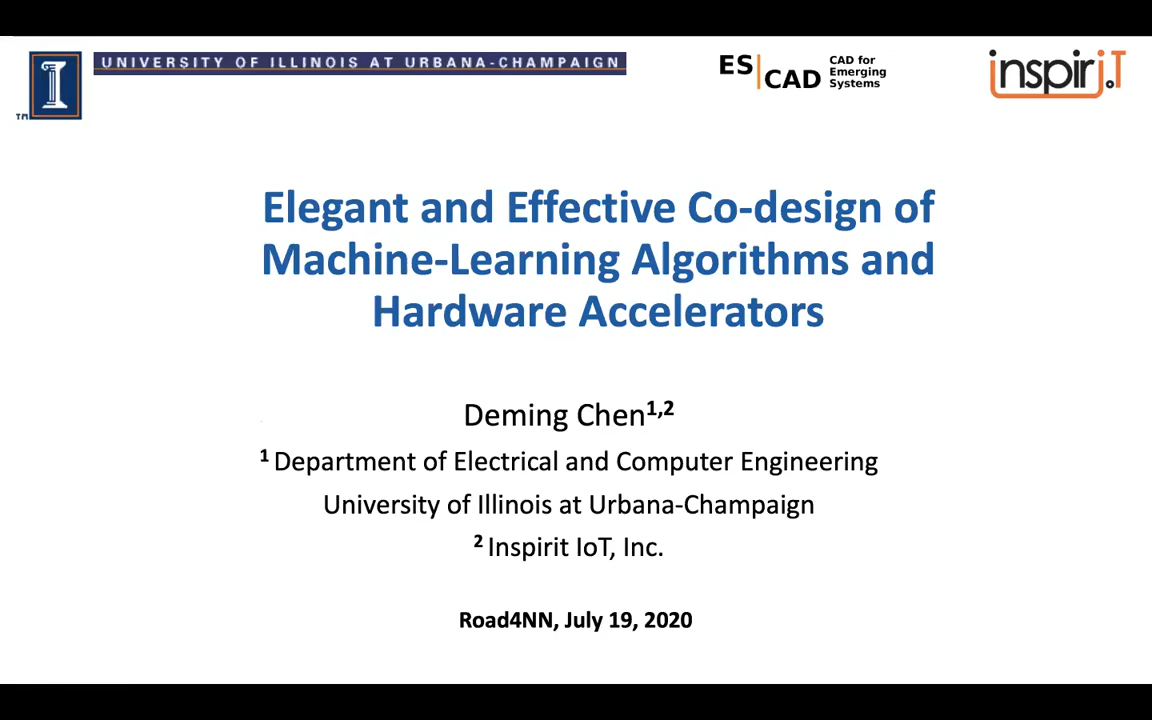 UNIVERSITY OF ILLINOIS AT URBANA-CHAMPAIGN
I
TM
ES|CAD
CAD for
Emerging
Systems
inspirIoT
Elegant and Effective Co-design of
Machine-Learning Algorithms and
Hardware Accelerators
Deming Chen1,2
1 Department of Electrical and Computer Engineering
University of Illinois at Urbana-Champaign
2 Inspirit IoT, Inc.
Road4NN, July 19, 2020